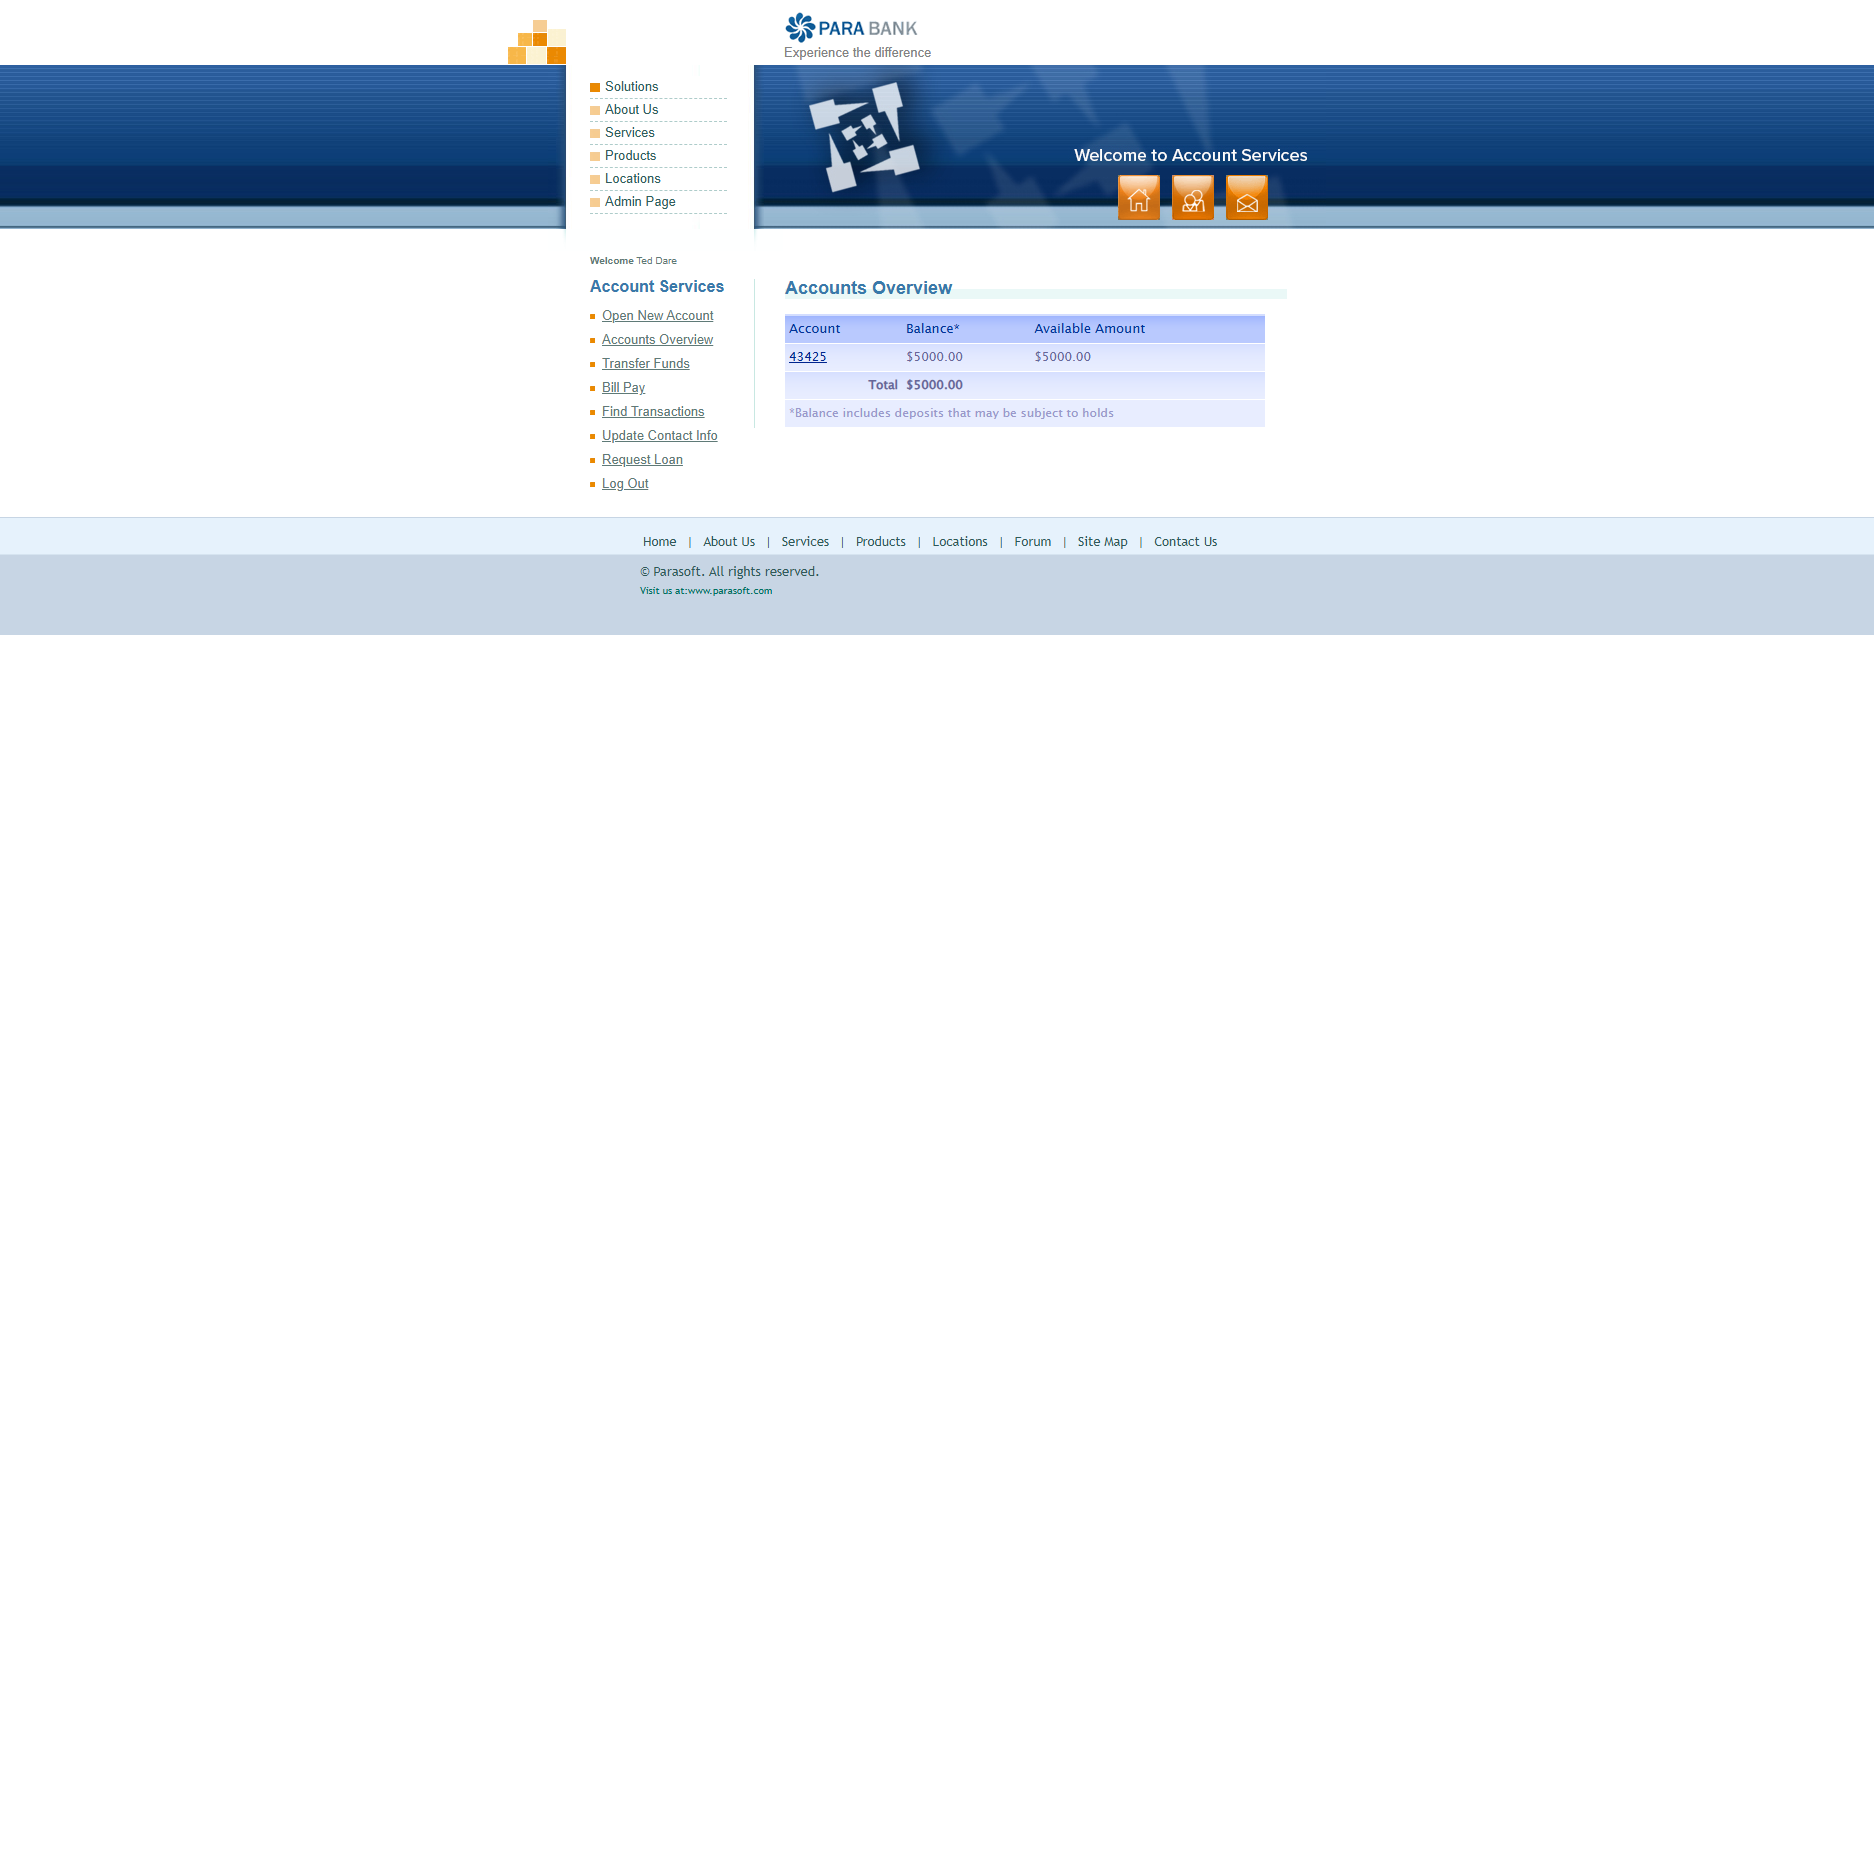 PARA BANK
Experience the difference
Solutions
About Us
Services
Products
Locations
Admin Page
Welcome to Account Services
Welcome Ted Dare
Account Services
Open New Account
Accounts Overview
Transfer Funds
Bill Pay
Find Transactions
Update Contact Info
Request Loan
Log Out
Accounts Overview
Account Balance* Available Amount
43425 $5000.00 $5000.00
Total $5000.00
*Balance includes deposits that may be subject to holds
Home | About Us | Services | Products | Locations | Forum | Site Map | Contact Us
© Parasoft. All rights reserved.
Visit us at:www.parasoft.com